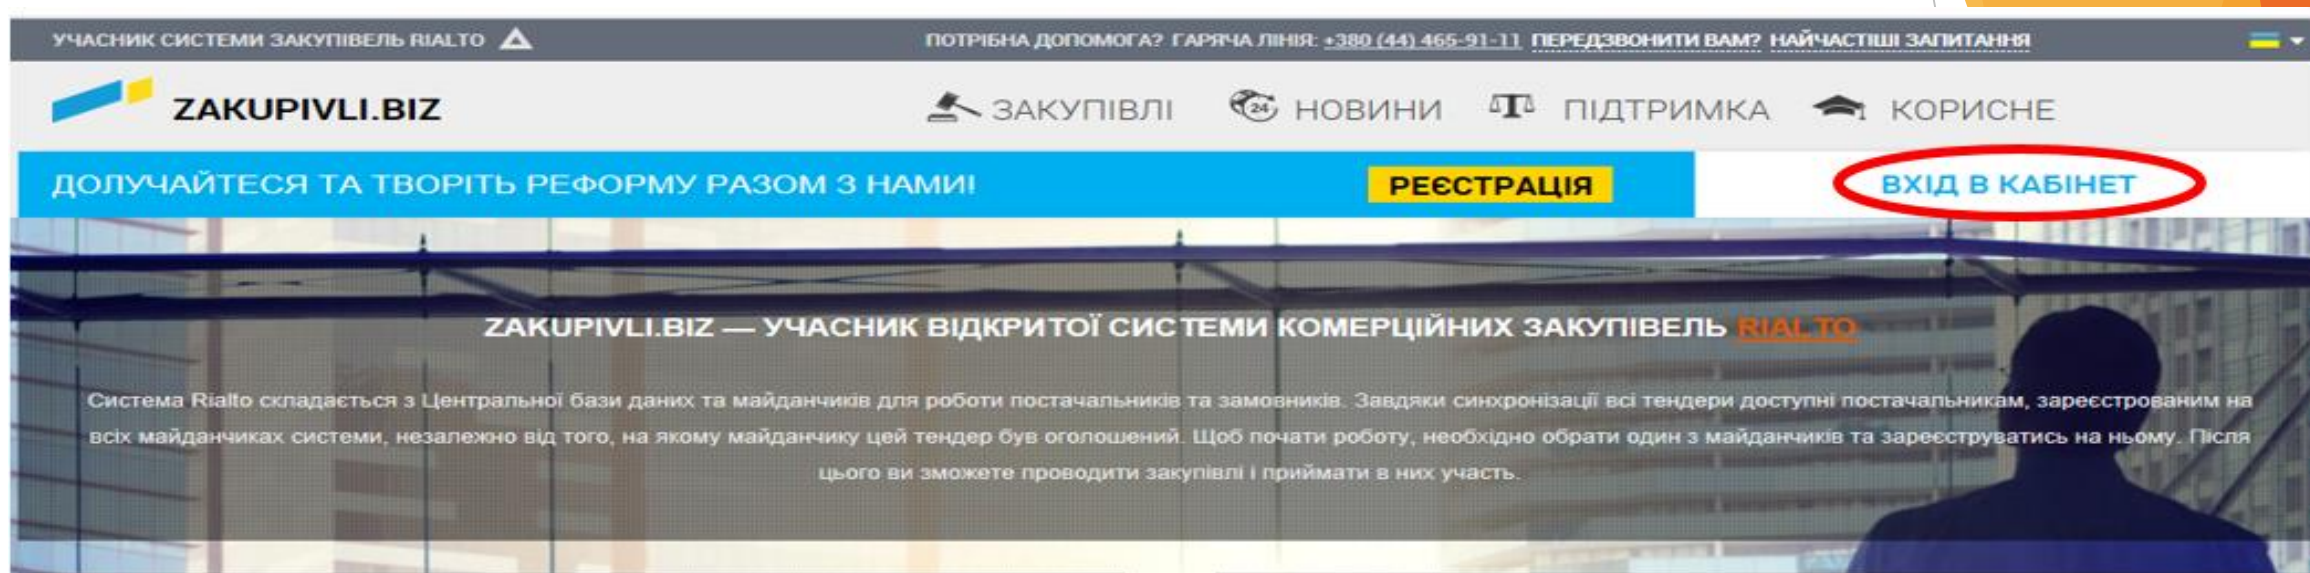 УЧАСНИК СИСТЕМИ ЗАКУПІВЕЛЬ RIALTO
ПОТРІБНА ДОПОМОГА? ГАРЯЧА ЛІНІЯ: +380 (44) 465-91-11 ПЕРЕДЗВОНИТИ ВАМ? НАЙЧАСТІШІ ЗАПИТАННЯ
ZAKUPIVLI.BIZ
ЗАКУПІВЛІ 24 НОВИНИ ПІДТРИМКА КОРИСНЕ
ДОЛУЧАЙТЕСЯ ТА ТВОРІТЬ РЕФОРМУ РАЗОМ З НАМИ!
РЕЄСТРАЦІЯ
ВХІД В КАБІНЕТ
ZAKUPIVLI.BIZ — УЧАСНИК ВІДКРИТОЇ СИСТЕМИ КОМЕРЦІЙНИХ ЗАКУПІВЕЛЬ RIALTO
Система Rialto складається з Центральної бази даних та майданчиків для роботи постачальників та замовників. Завдяки синхронізації всі тендери доступні постачальникам, зареєстрованим на
всіх майданчиках системи, незалежно від того, на якому майданчику цей тендер був оголошений. Щоб почати роботу, необхідно обрати один з майданчиків та зареєструватись на ньому. Після
цього ви зможете проводити закупівлі і приймати в них участь.